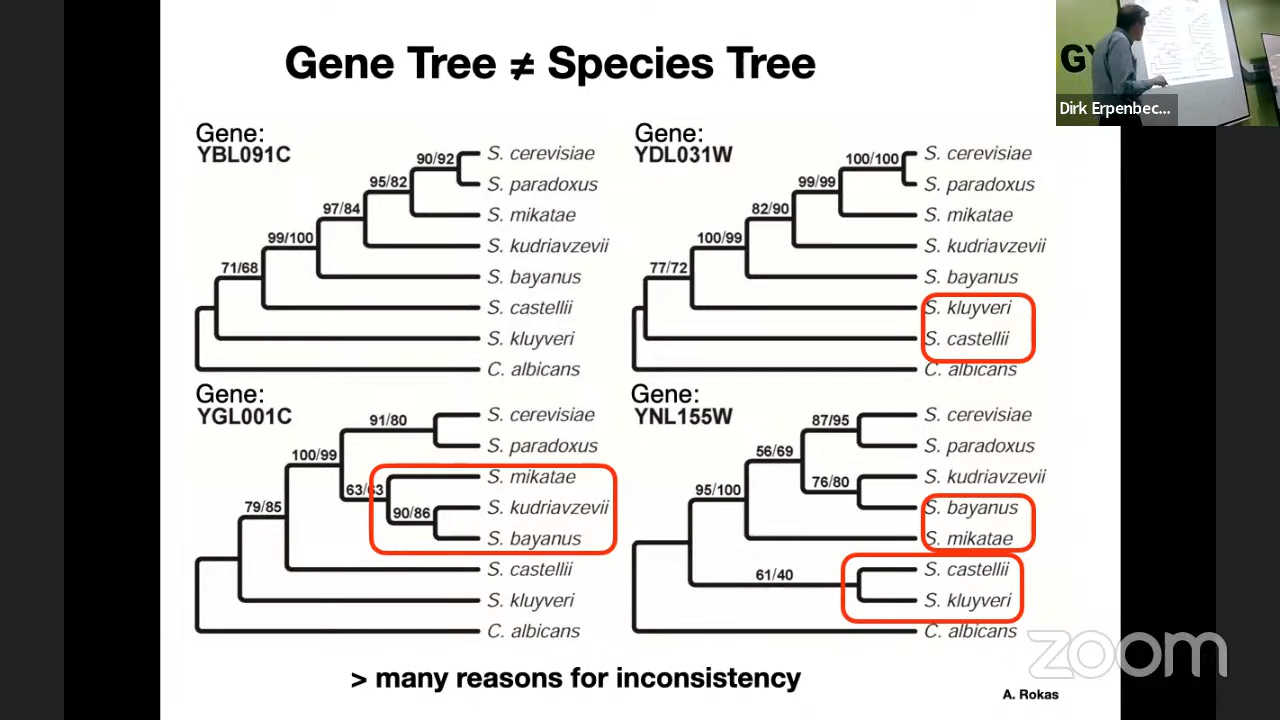 Gene Tree ≠ Species Tree
GY
Dirk Erpenbec...
Gene:
YBL091C
90/92
95/82
97/84
99/100
71/68
S. cerevisiae
S. paradoxus
S. mikatae
S. kudriavzevii
S. bayanus
S. castellii
S. kluyveri
C. albicans
Gene:
YDL031W
100/100
99/99
82/90
100/99
77/72
S. cerevisiae
S. paradoxus
S. mikatae
S. kudriavzevii
S. bayanus
S. kluyveri
S. castellii
C. albicans
Gene:
YGL001C
91/80
100/99
63/63
90/86
79/85
S. cerevisiae
S. paradoxus
S. mikatae
S. kudriavzevii
S. bayanus
S. castellii
S. kluyveri
C. albicans
Gene:
YNL155W
87/95
56/69
76/80
95/100
61/40
S. cerevisiae
S. paradoxus
S. kudriavzevii
S. bayanus
S. mikatae
S. castellii
S. kluyveri
C. albicans
> many reasons for inconsistency
A. Rokas
zoom